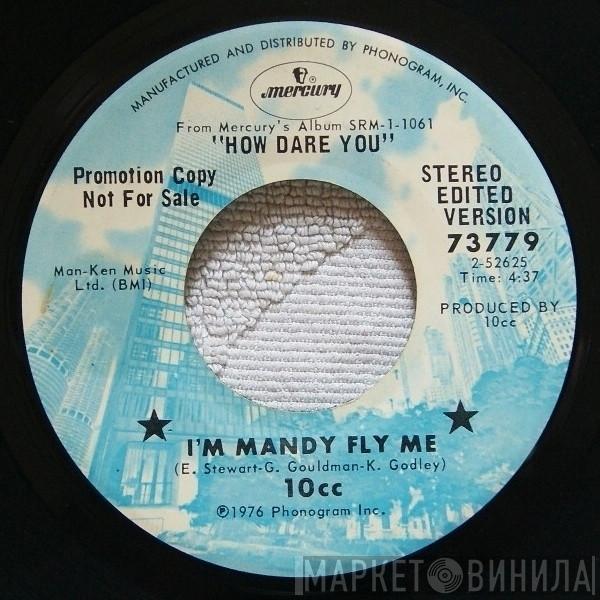 MANUFACTURED AND DISTRIBUTED BY PHONOGRAM, INC.
mercury
®
From Mercury's Album SRM-1-1061
"HOW DARE YOU"
Promotion Copy
Not For Sale
STEREO
EDITED
VERSION
73779
2-52625
Time: 4:37
Man-Ken Music
Ltd. (BMI)
PRODUCED BY
10cc
I'M MANDY FLY ME
(E. Stewart-G. Gouldman-K. Godley)
10cc
℗1976 Phonogram Inc.
МАРКЕТ ВИНИЛА